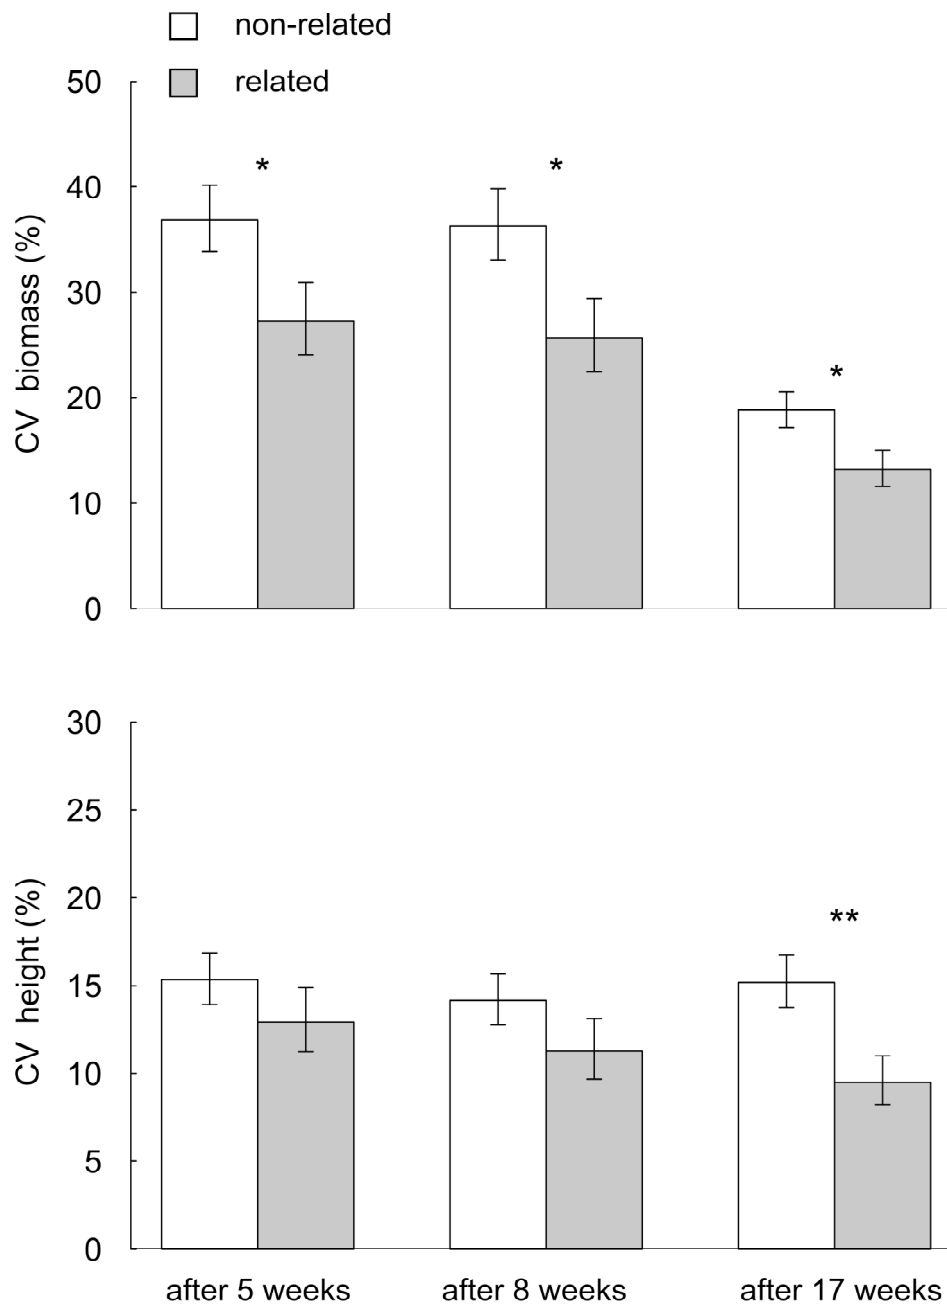 non-related
related
50
40
30
20
10
0
CV biomass (%)
*
*
*
30
25
20
15
10
5
0
CV height (%)
**
after 5 weeks
after 8 weeks
after 17 weeks